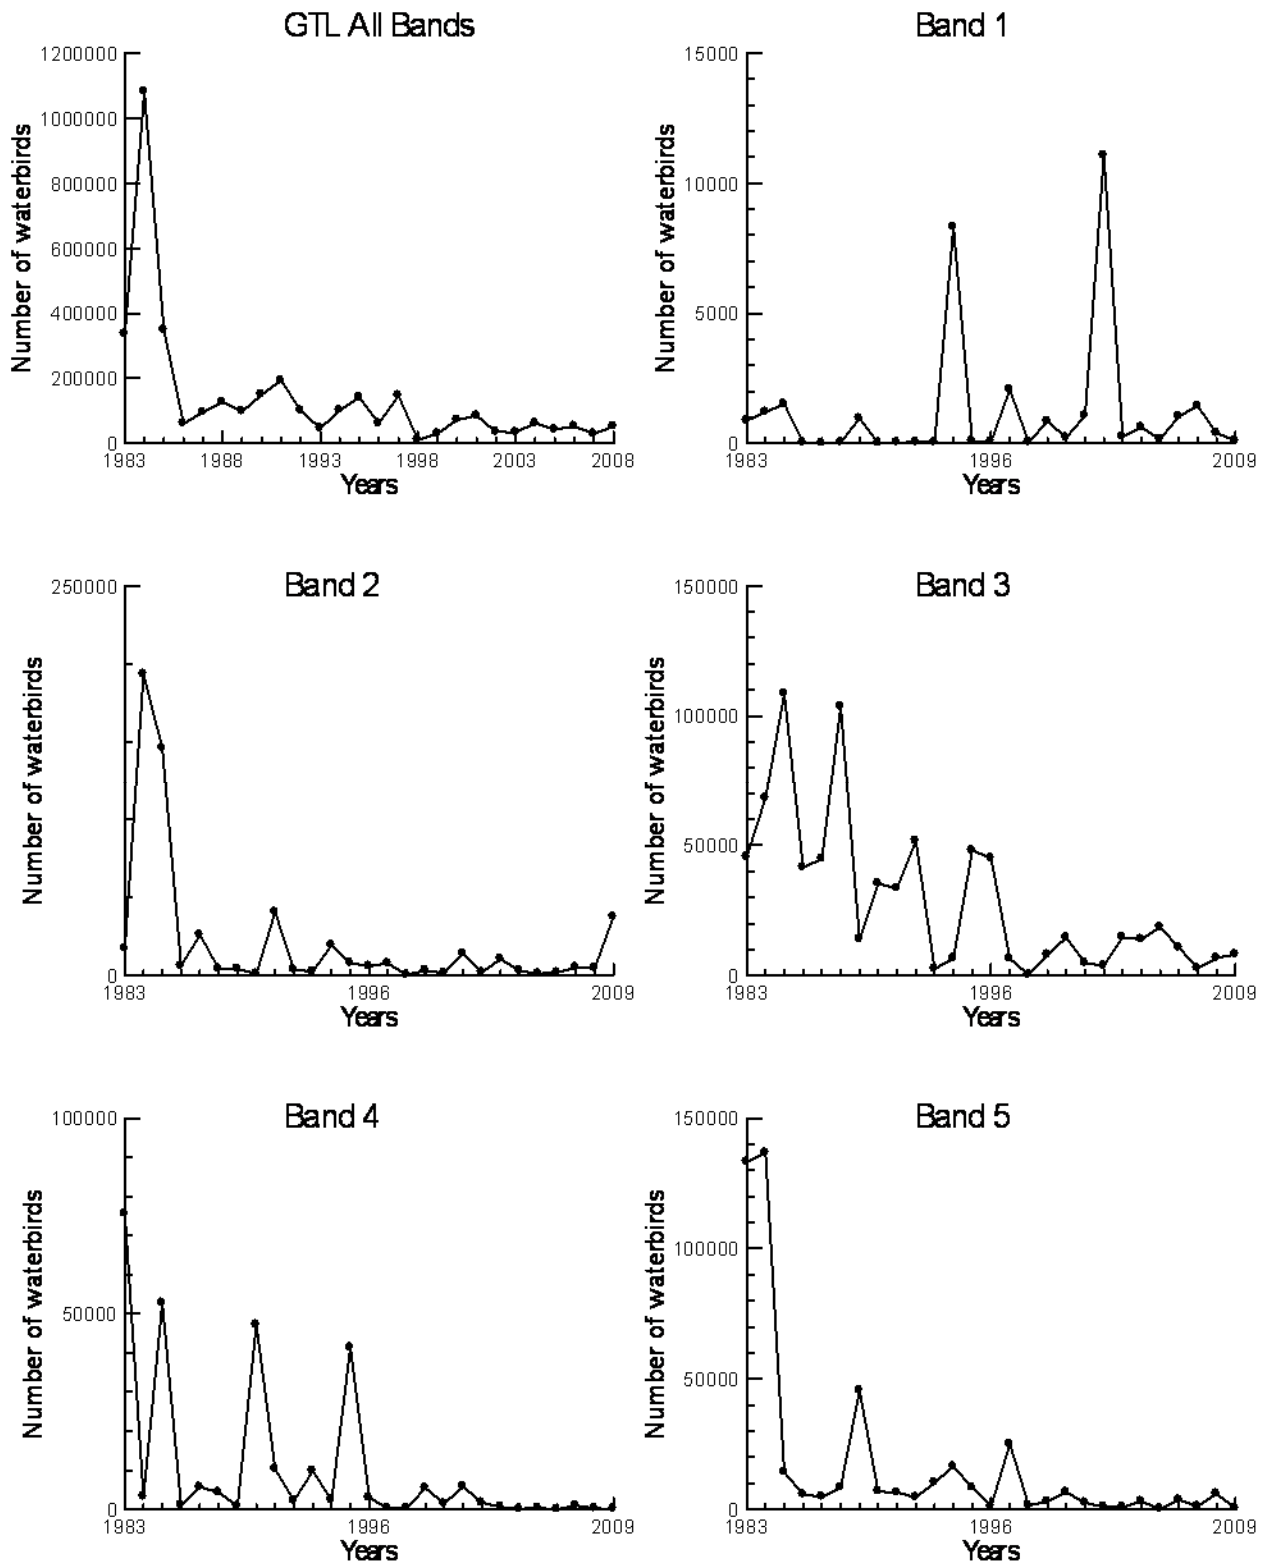 GTL All Bands
Number of waterbirds
1200000
1000000
800000
600000
400000
200000
0
1983
1988
1993
1998
2003
2008
Years
Band 1
Number of waterbirds
15000
10000
5000
0
1983
1996
2009
Years
Band 2
Number of waterbirds
250000
0
1983
1996
2009
Years
Band 3
Number of waterbirds
150000
100000
50000
0
1983
1996
2009
Years
Band 4
Number of waterbirds
100000
50000
0
1983
1996
2009
Years
Band 5
Number of waterbirds
150000
100000
50000
0
1983
1996
2009
Years